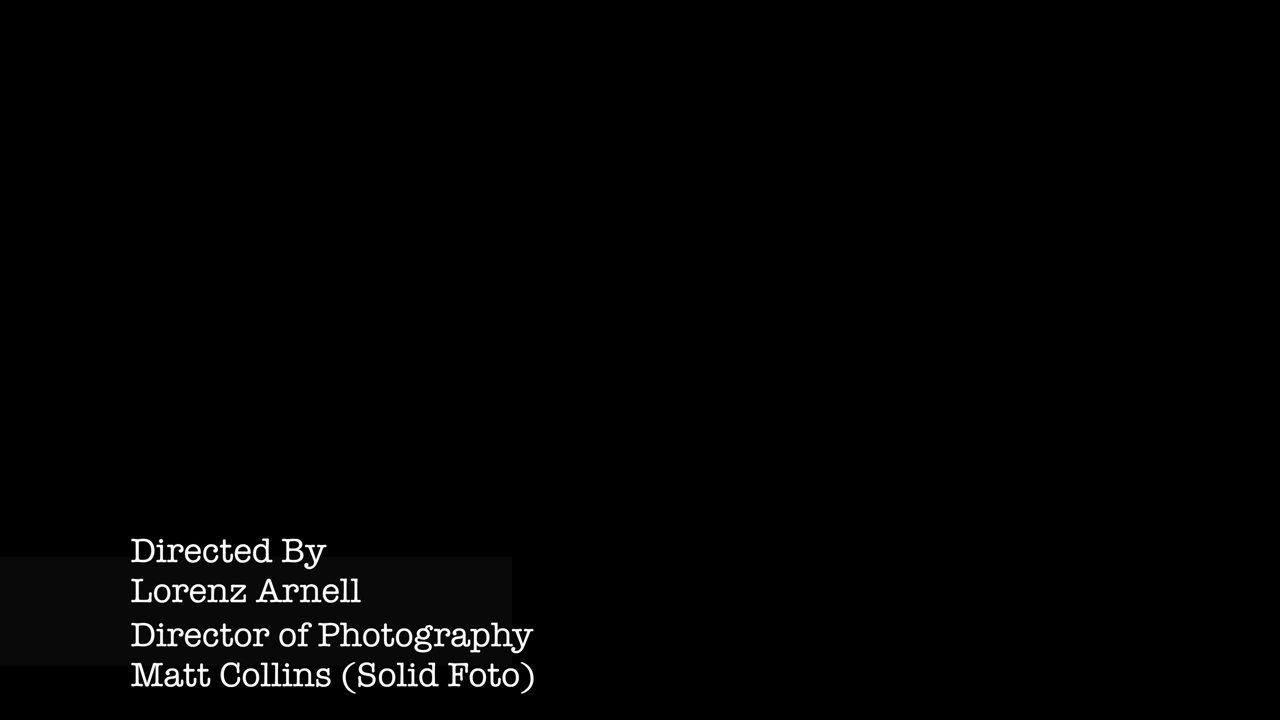 Directed By
Lorenz Arnell
Director of Photography
Matt Collins (Solid Foto)